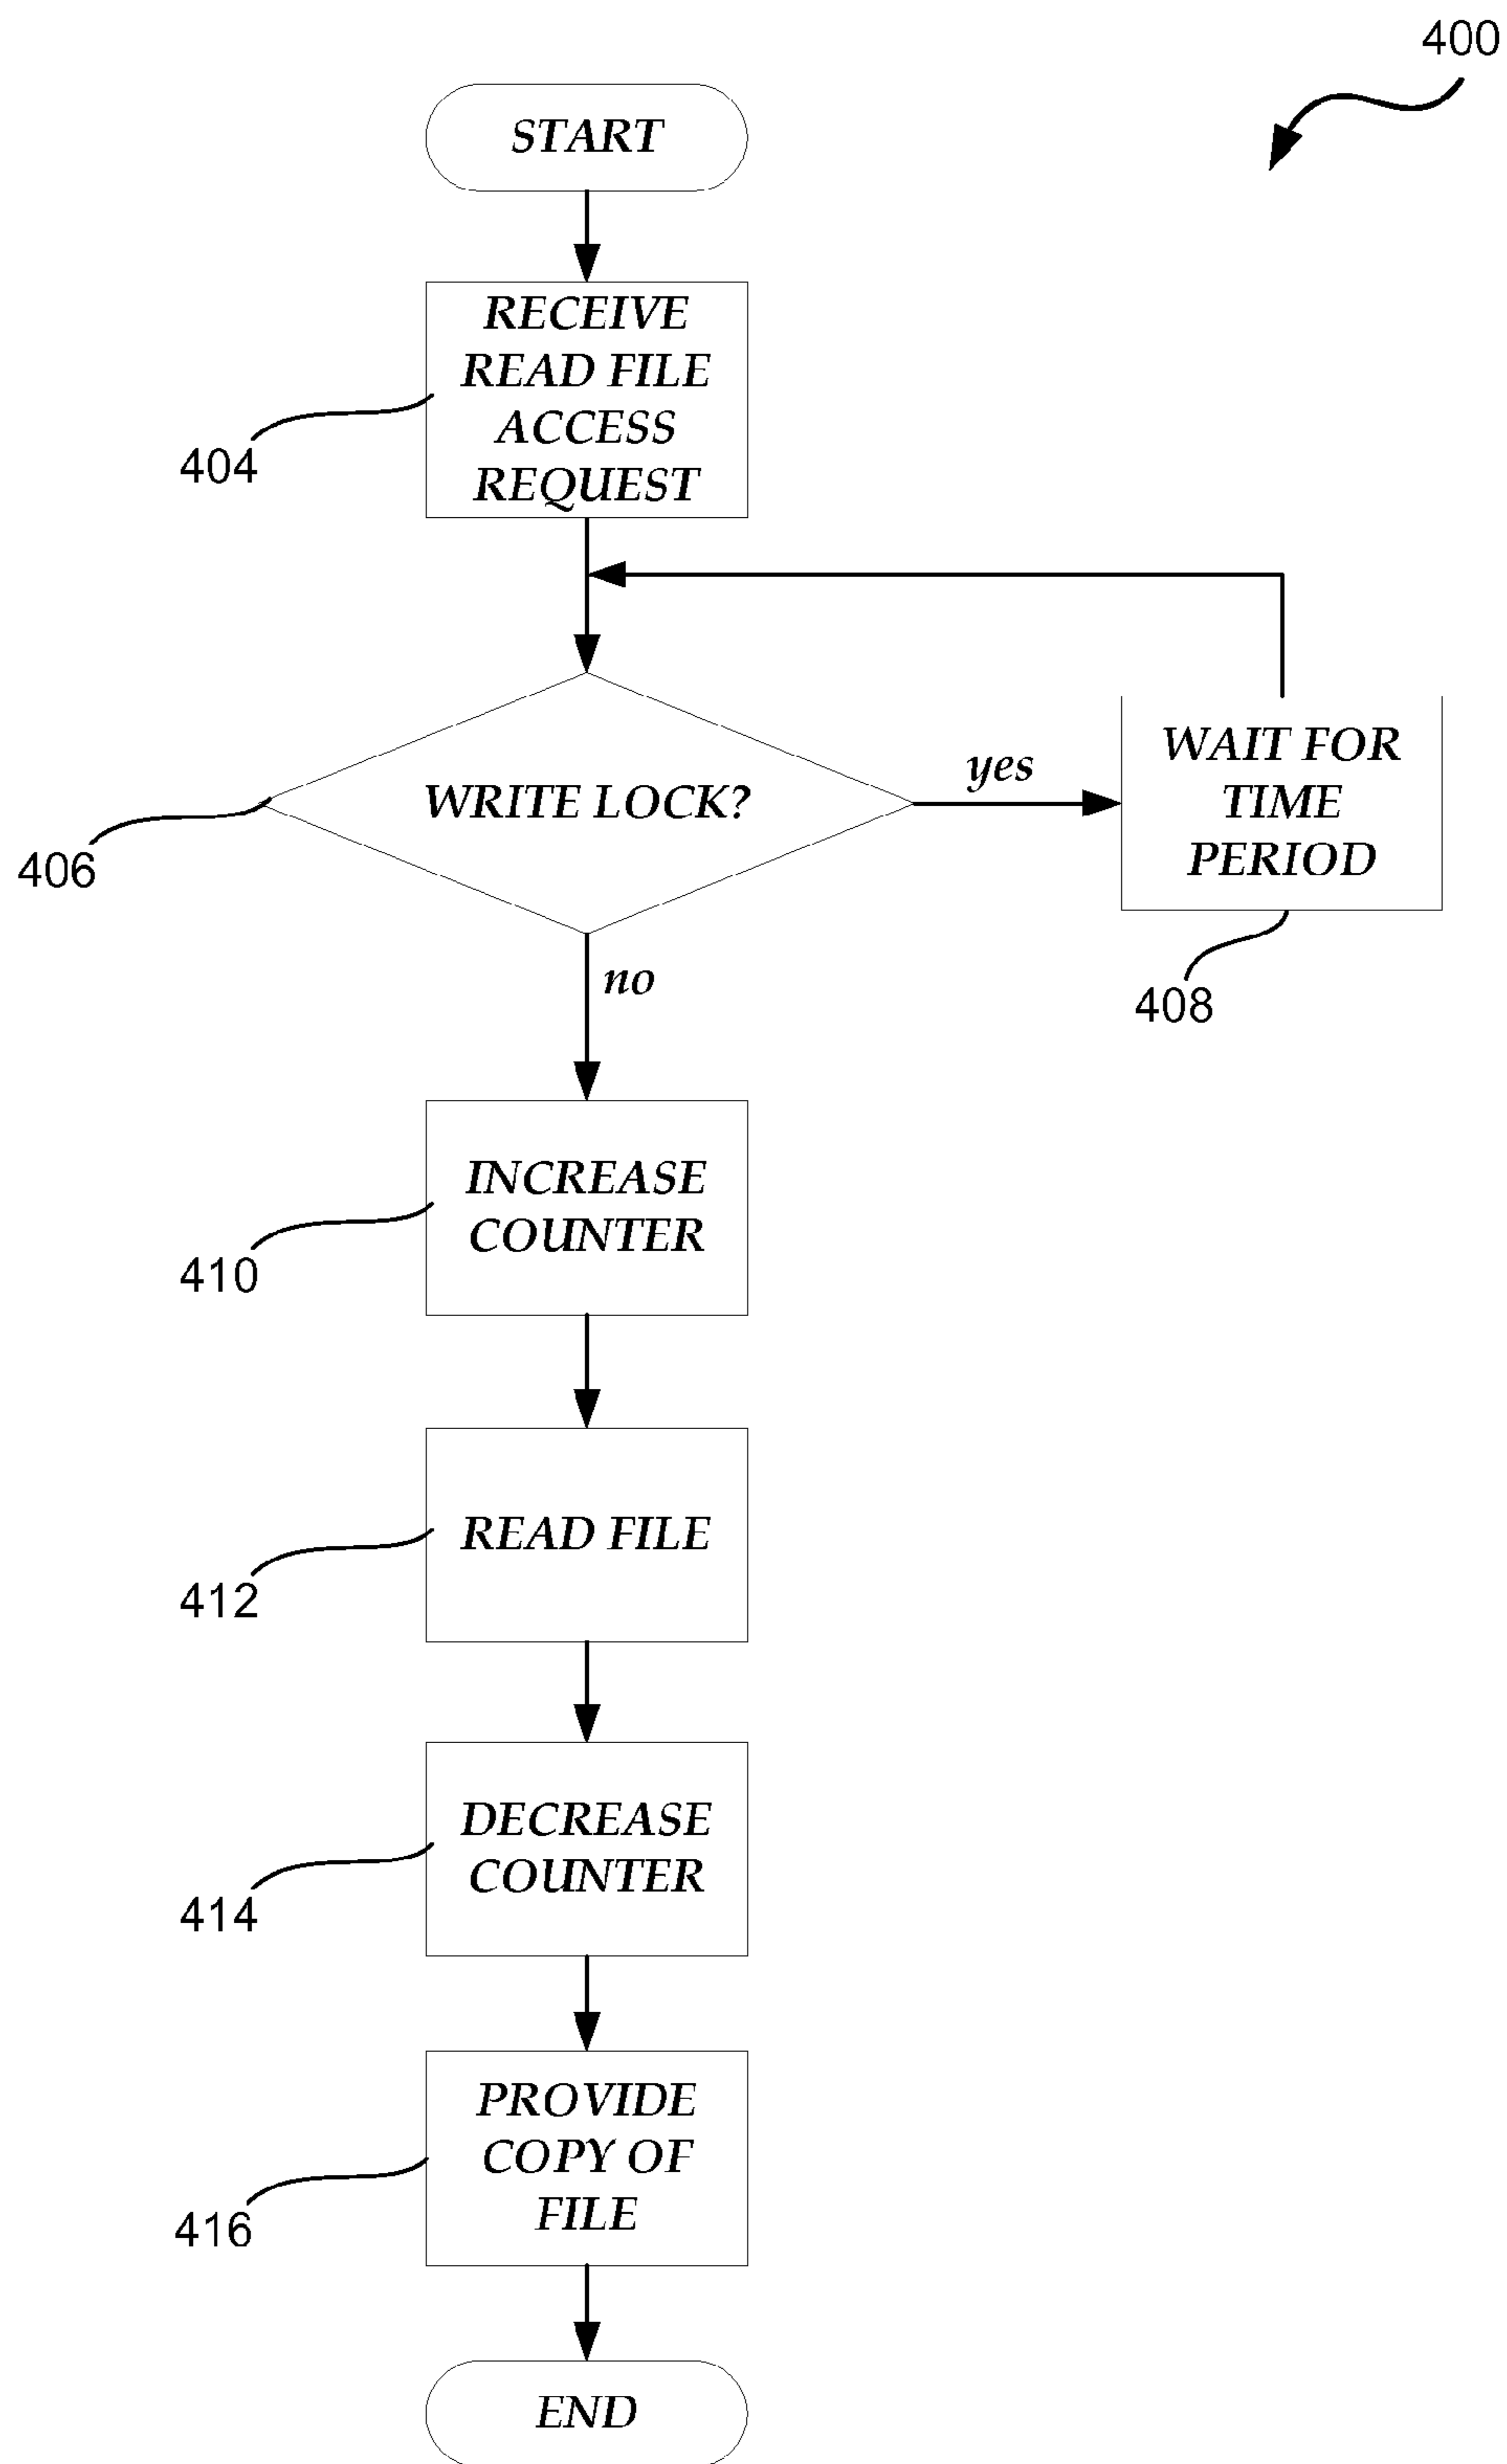 400
START
RECEIVE
READ FILE
ACCESS
REQUEST
404
WRITE LOCK?
yes
WAIT FOR
TIME
PERIOD
406
408
no
INCREASE
COUNTER
410
READ FILE
412
DECREASE
COUNTER
414
PROVIDE
COPY OF
FILE
416
END